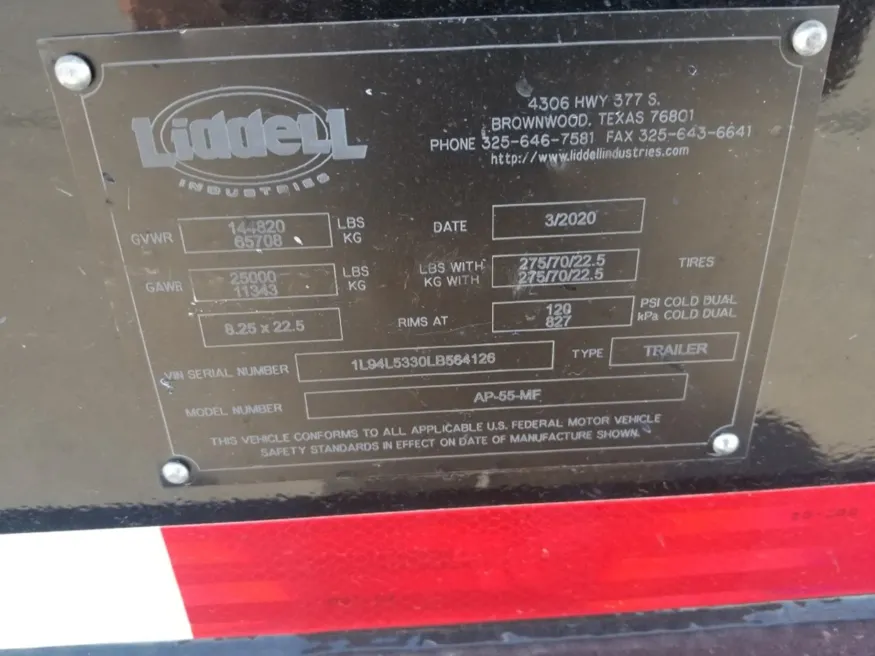 Liddell
INDUSTRIES
4306 HWY 377 S.
BROWNWOOD, TEXAS 76801
PHONE 325-646-7581 FAX 325-643-6641
http://www.liddellindustries.com
GVWR 144820 LBS
65708 KG
DATE 3/2020
GAWR 25000 LBS
11343 KG
LBS WITH 275/70/22.5 TIRES
KG WITH 275/70/22.5
8.25 x 22.5 RIMS AT 120 PSI COLD DUAL
827 kPa COLD DUAL
VIN SERIAL NUMBER 1L94L5330LB564126 TYPE TRAILER
MODEL NUMBER AP-55-MF
THIS VEHICLE CONFORMS TO ALL APPLICABLE U.S. FEDERAL MOTOR VEHICLE
SAFETY STANDARDS IN EFFECT ON DATE OF MANUFACTURE SHOWN.